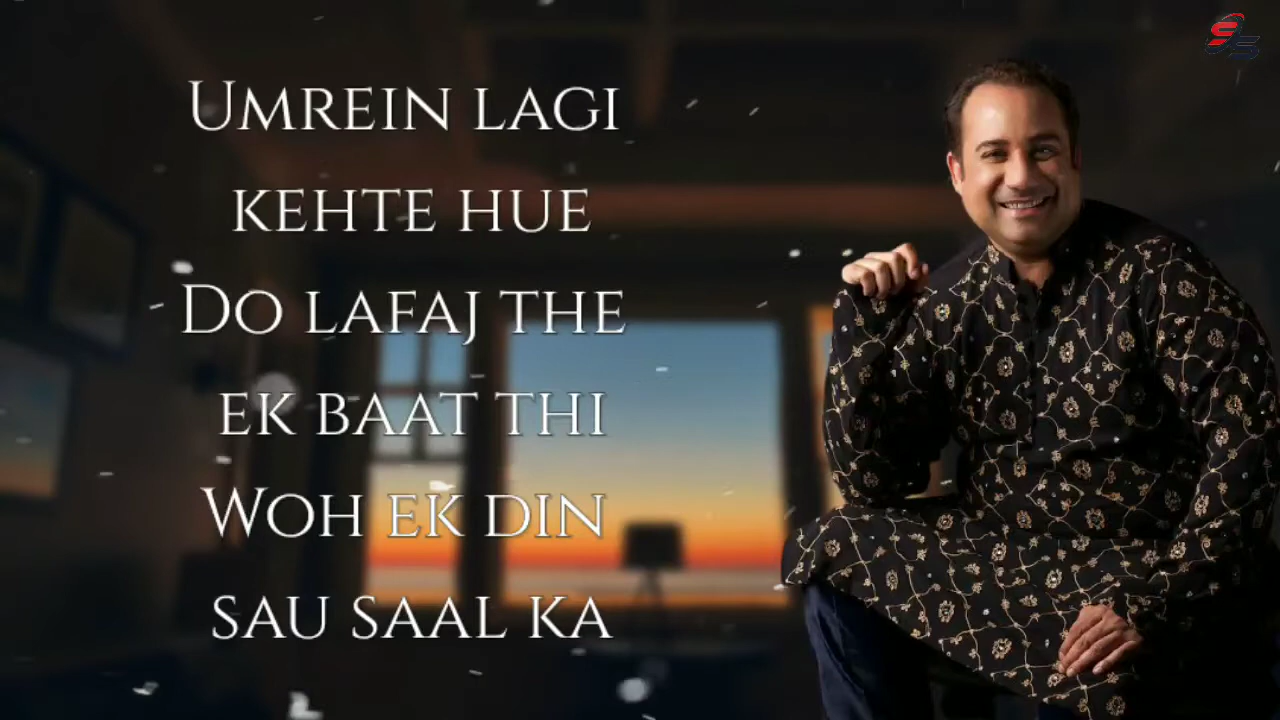 Umrein lagi
kehte hue
Do lafaj the
ek baat thi
Woh ek din
sau saal ka